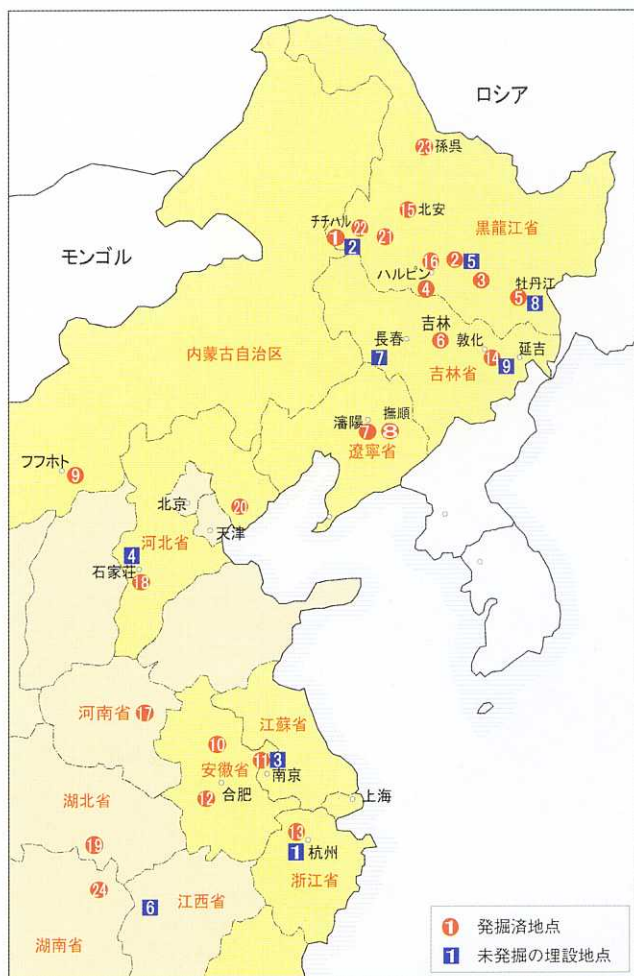 ロシア
23 孫呉
15 北安
チチハル 22
21
1
2
黒龍江省
モンゴル
16 2 5
ハルピン
3
4
牡丹江
5 8
吉林
長春
6
敦化
14
延吉
7
9
内蒙古自治区
吉林省
瀋陽 撫順
7 8
遼寧省
フフホト
9
北京
20
天津
河北省
4
石家荘
18
河南省 17
江蘇省
10
11 3
安徽省
南京
12 合肥
上海
湖北省
13
19
1 杭州
浙江省
24
6
江西省
湖南省
1 発掘済地点
1 未発掘の埋設地点